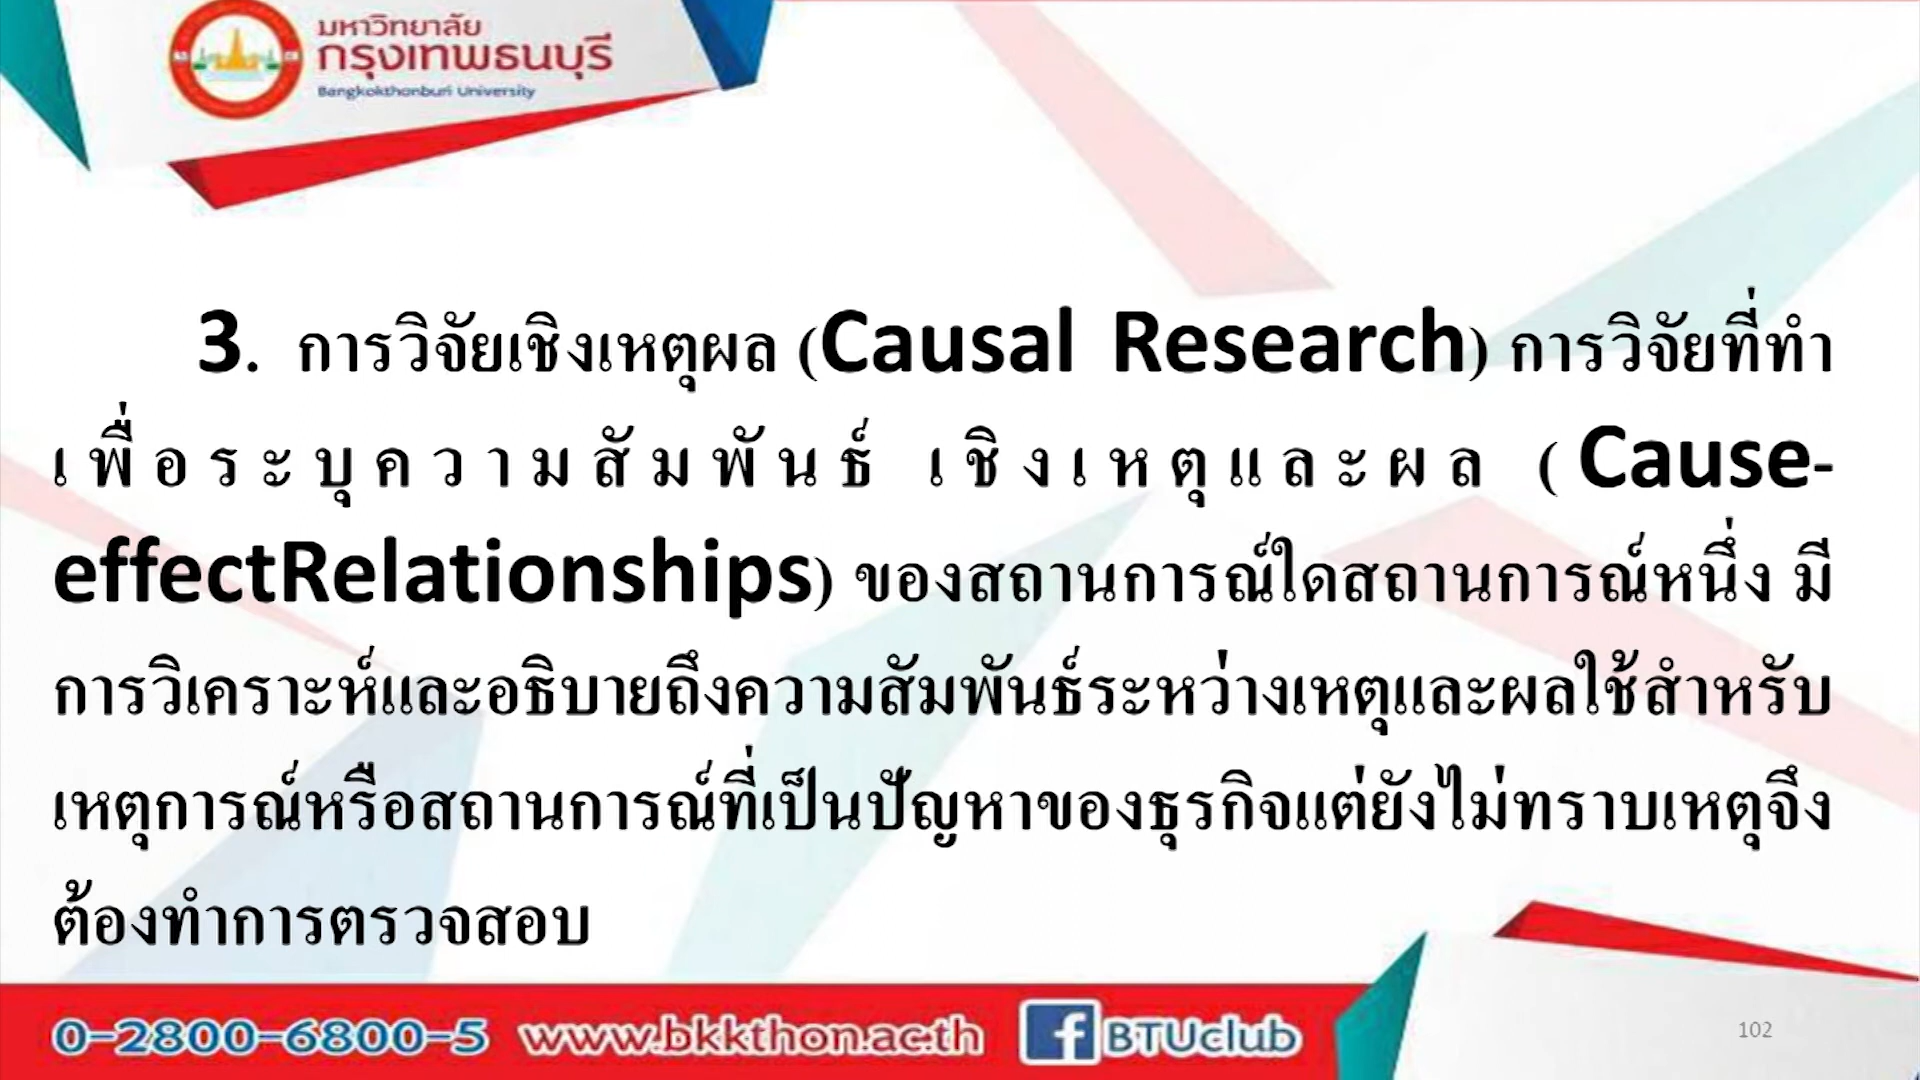 มหาวิทยาลัย
กรุงเทพธนบุรี
Bangkokthonburi University
3. การวิจัยเชิงเหตุผล (Causal Research) การวิจัยที่ทำ
เพื่อระบุความสัมพันธ์ เชิงเหตุและผล (Cause-
effectRelationships) ของสถานการณ์ใดสถานการณ์หนึ่ง มี
การวิเคราะห์และอธิบายถึงความสัมพันธ์ระหว่างเหตุและผลใช้สำหรับ
เหตุการณ์หรือสถานการณ์ที่เป็นปัญหาของธุรกิจแต่ยังไม่ทราบเหตุจึง
ต้องทำการตรวจสอบ
0-2800-6800-5 www.bkkthon.ac.th f BTUclub
102